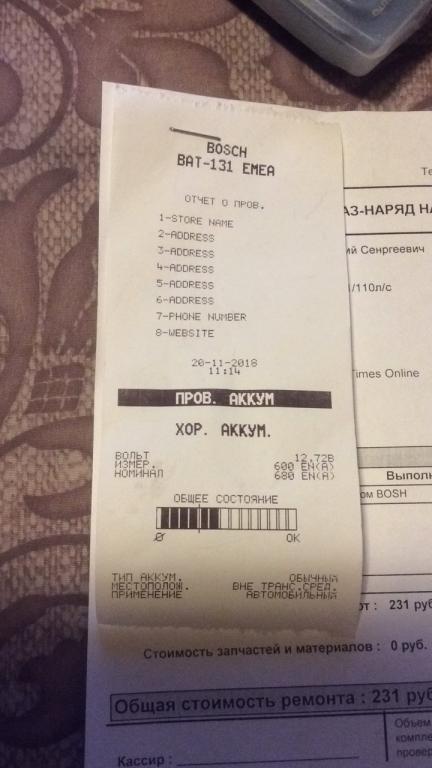 BOSCH
BAT-131 EMEA
ОТЧЕТ О ПРОВ.
1-STORE NAME
2-ADDRESS
3-ADDRESS
4-ADDRESS
5-ADDRESS
6-ADDRESS
7-PHONE NUMBER
8-WEBSITE
20-11-2018
11:14
ПРОВ. АККУМ
ХОР. АККУМ.
ВОЛЬТ 12.72В
ИЗМЕР. 600 EN(A)
НОМИНАЛ 680 EN(A)
ОБЩЕЕ СОСТОЯНИЕ
0 OK
ТИП АККУМ. ОБЫЧНЫЙ
МЕСТОПОЛОЖ. ВНЕ ТРАНС.СРЕД.
ПРИМЕНЕНИЕ АВТОМОБИЛЬНЫЙ
Те
АЗ-НАРЯД НА
ий Сенргеевич
/110л/с
Times Online
Выполн
ом BOSH
от : 231 руб
Стоимость запчастей и материалов : 0 руб.
Общая стоимость ремонта : 231 руб
Кассир :
Объем
компле
провер